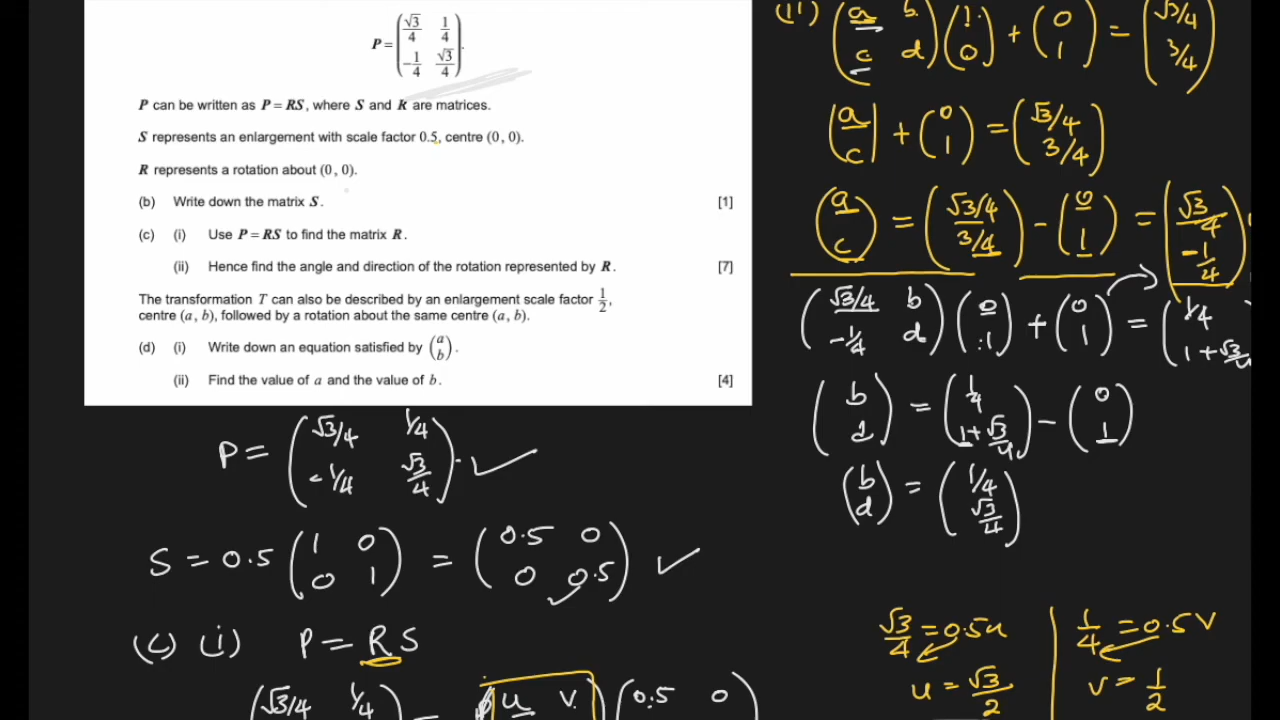 P = ( √3/4 1/4 -1/4 √3/4 ).
P can be written as P = RS, where S and R are matrices.
S represents an enlargement with scale factor 0.5, centre (0, 0).
R represents a rotation about (0, 0).
(b) Write down the matrix S. [1]
(c) (i) Use P = RS to find the matrix R.
(ii) Hence find the angle and direction of the rotation represented by R. [7]
The transformation T can also be described by an enlargement scale factor 1/2,
centre (a, b), followed by a rotation about the same centre (a, b).
(d) (i) Write down an equation satisfied by (a b).
(ii) Find the value of a and the value of b. [4]
P = ( √3/4 1/4 -1/4 √3/4 ). ✓
S = 0.5 ( 1 0 0 1 ) = ( 0.5 0 0 0.5 ) ✓
(c) (i) P = RS
( √3/4 1/4 ) = ( u v ) ( 0.5 0 )
(ii) ( a b c d ) ( 1 0 ) + ( 0 1 ) = ( √3/4 3/4 )
( a c ) + ( 0 1 ) = ( √3/4 3/4 )
( a c ) = ( √3/4 3/4 ) - ( 0 1 ) = ( √3/4 -1/4 )
( √3/4 b -1/4 d ) ( 0 1 ) + ( 0 1 ) = ( 1/4 1+√3/4
( b d ) = ( 1/4 1+√3/4 ) - ( 0 1 )
( b d ) = ( 1/4 √3/4 )
√3/4 = 0.5u
u = √3/2
1/4 = 0.5v
v = 1/2